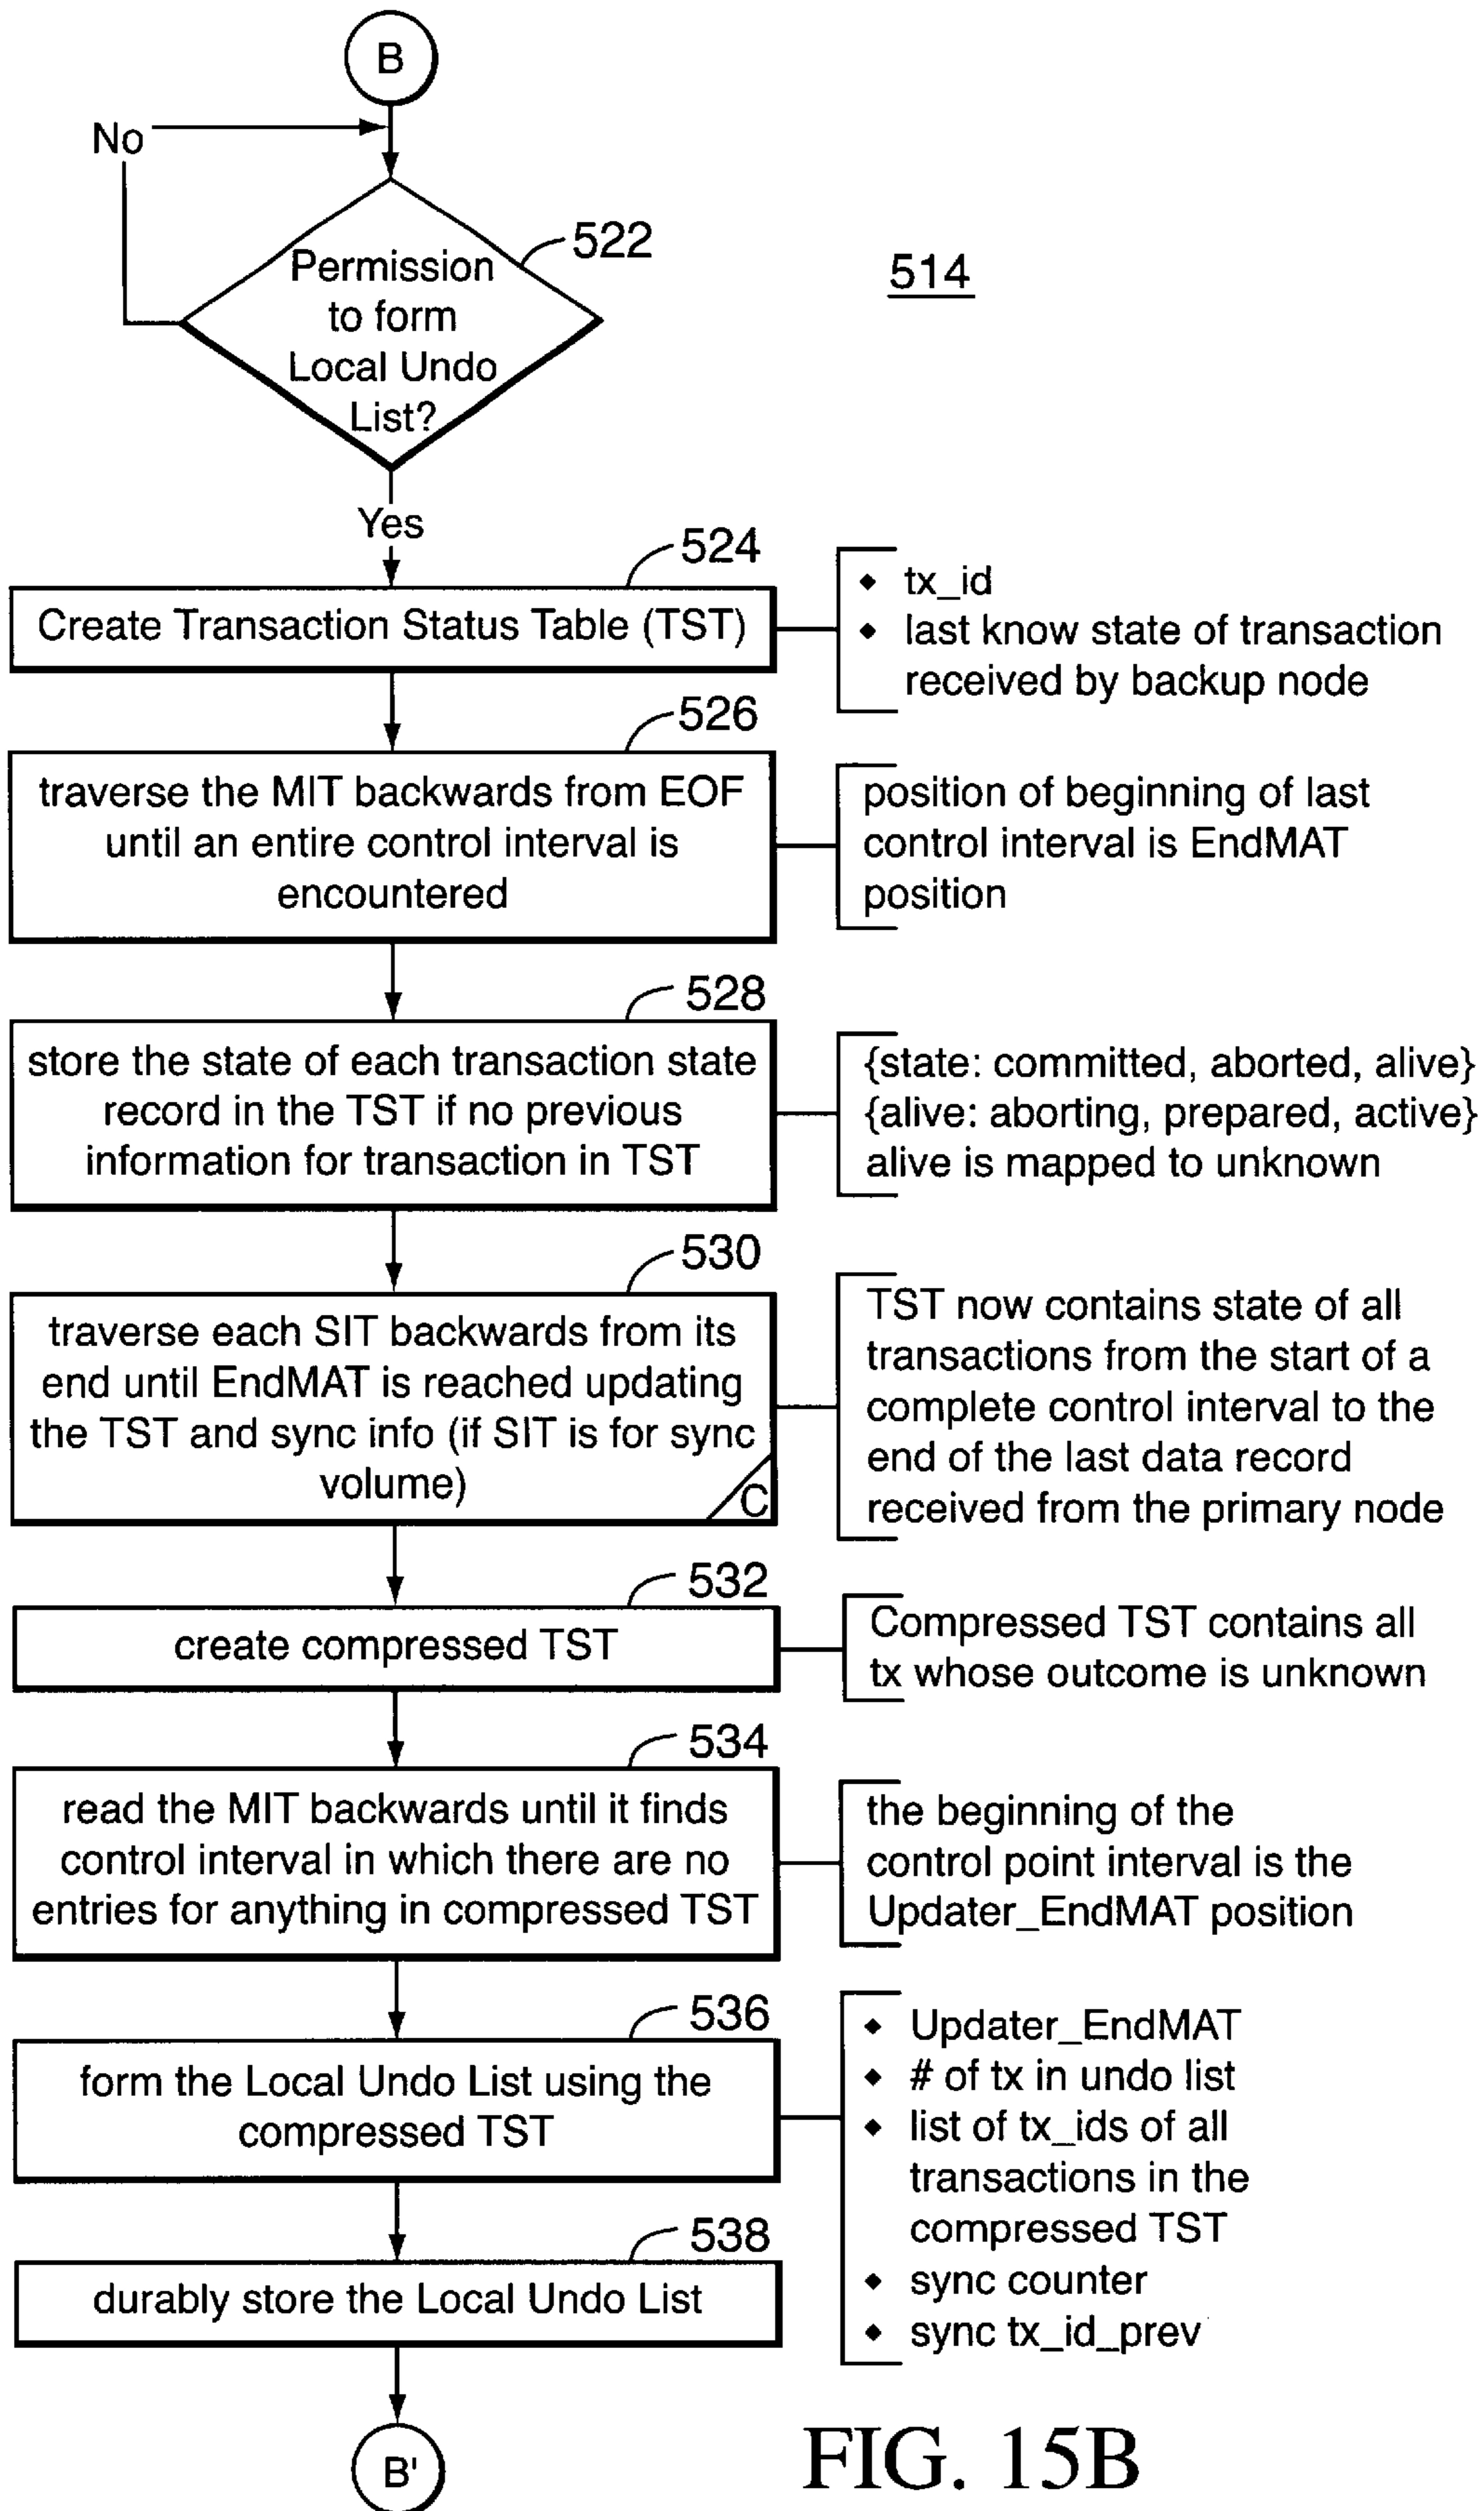 B
No
522
514
Permission
to form
Local Undo
List?
Yes
524
Create Transaction Status Table (TST)
◆ tx_id
◆ last know state of transaction
received by backup node
526
traverse the MIT backwards from EOF
until an entire control interval is
encountered
position of beginning of last
control interval is EndMAT
position
528
store the state of each transaction state
record in the TST if no previous
information for transaction in TST
{state: committed, aborted, alive}
{alive: aborting, prepared, active}
alive is mapped to unknown
530
traverse each SIT backwards from its
end until EndMAT is reached updating
the TST and sync info (if SIT is for sync
volume)
C
TST now contains state of all
transactions from the start of a
complete control interval to the
end of the last data record
received from the primary node
532
create compressed TST
Compressed TST contains all
tx whose outcome is unknown
534
read the MIT backwards until it finds
control interval in which there are no
entries for anything in compressed TST
the beginning of the
control point interval is the
Updater_EndMAT position
536
form the Local Undo List using the
compressed TST
◆ Updater_EndMAT
◆ # of tx in undo list
◆ list of tx_ids of all
transactions in the
compressed TST
◆ sync counter
◆ sync tx_id_prev
538
durably store the Local Undo List
B'
FIG. 15B